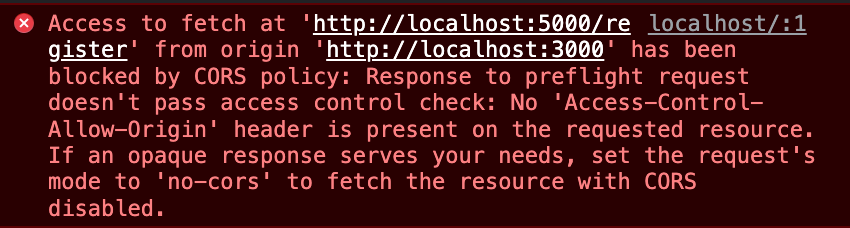 Access to fetch at 'http://localhost:5000/re localhost/:1
gister' from origin 'http://localhost:3000' has been
blocked by CORS policy: Response to preflight request
doesn't pass access control check: No 'Access-Control-
Allow-Origin' header is present on the requested resource.
If an opaque response serves your needs, set the request's
mode to 'no-cors' to fetch the resource with CORS
disabled.